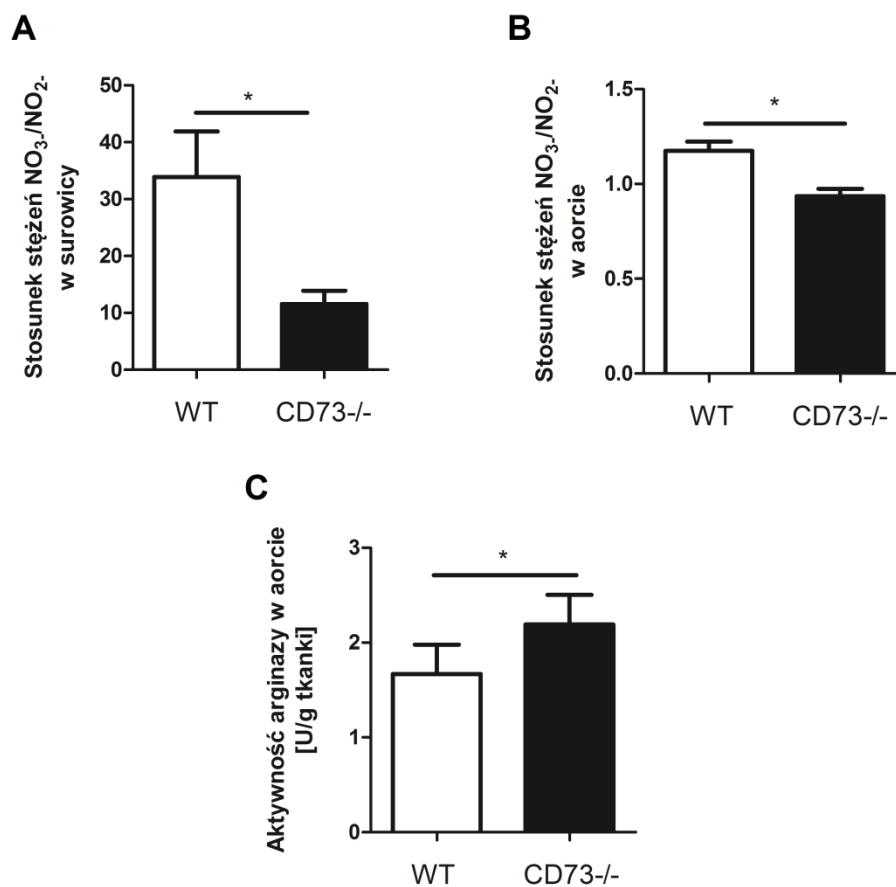 A
Stosunek stężeń NO3-/NO2-
w surowicy
50
40
30
20
10
0
*
WT
CD73-/-
B
Stosunek stężeń NO3-/NO2-
w aorcie
1.5
1.0
0.5
0.0
*
WT
CD73-/-
C
Aktywność arginazy w aorcie
[U/g tkanki]
3
2
1
0
*
WT
CD73-/-